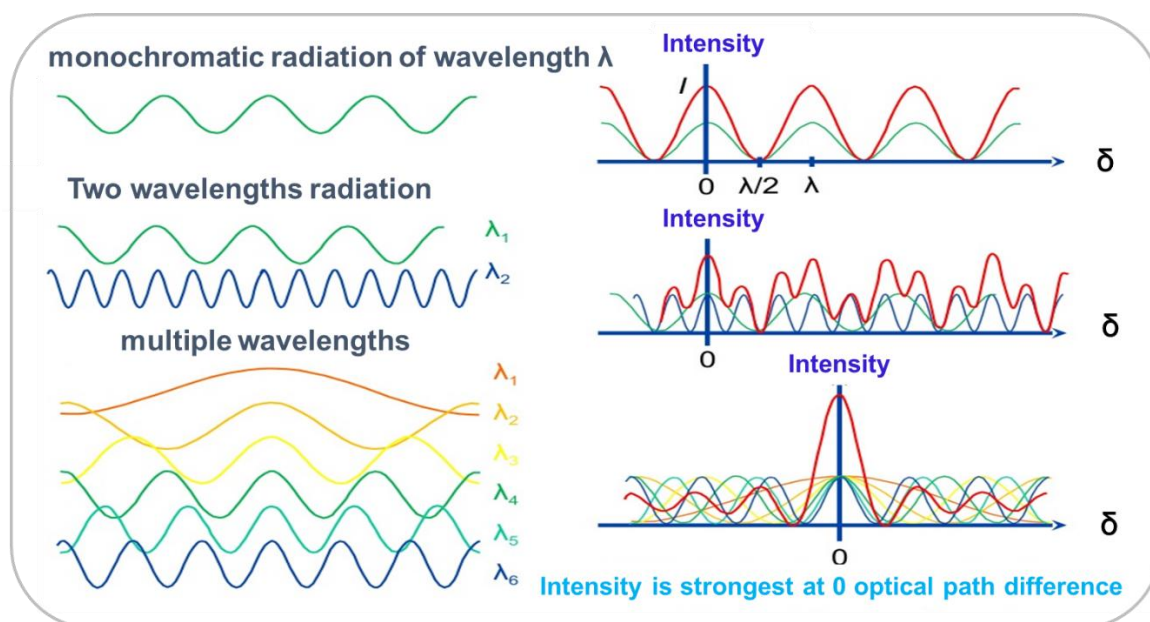 monochromatic radiation of wavelength λ
Intensity
I
0
λ/2
λ
δ
Two wavelengths radiation
λ₁
λ₂
Intensity
0
δ
multiple wavelengths
λ₁
λ₂
λ₃
λ₄
λ₅
λ₆
Intensity
0
δ
Intensity is strongest at 0 optical path difference